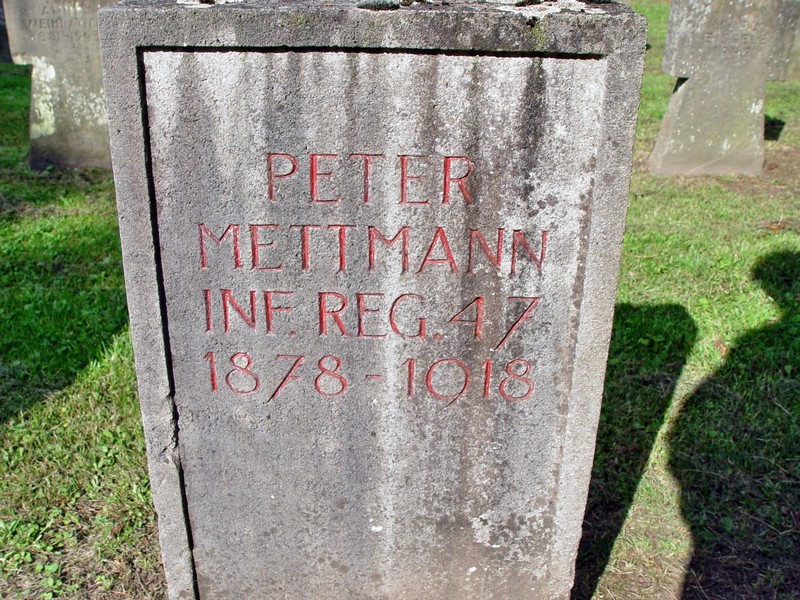 PETER
METTMANN
INF. REG. 47
1878-1918